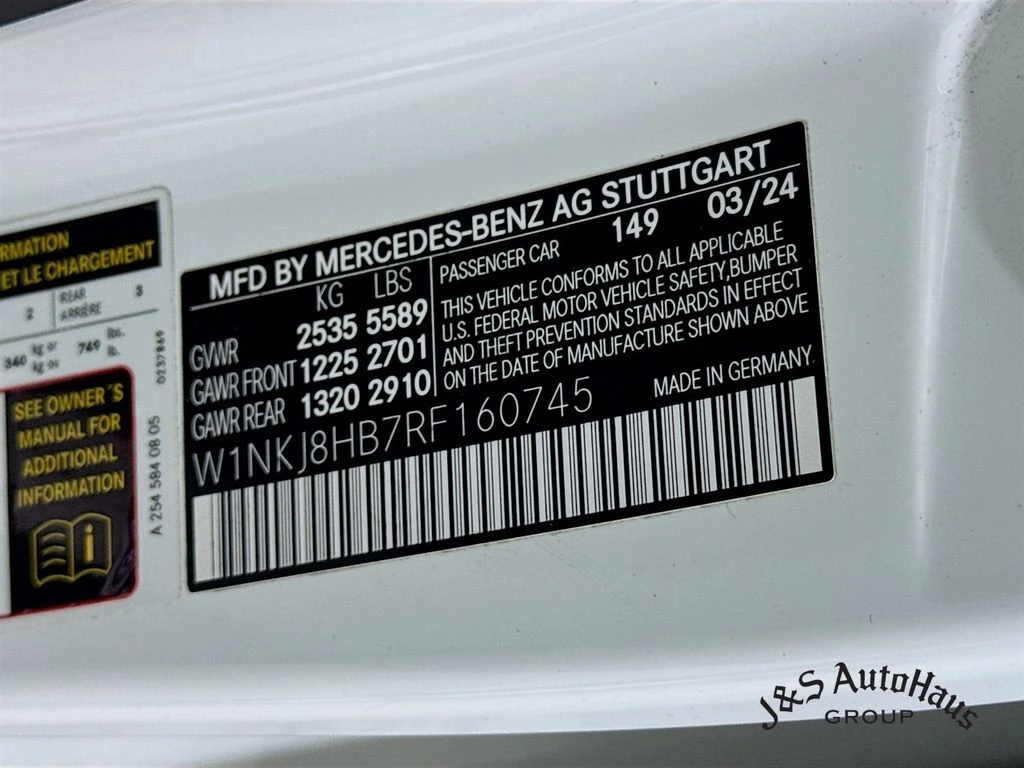 RMATION
ET LE CHARGEMENT
2 REAR ARRIÈRE 3
340 kg or kg ou 749 lbs. lb.
0237869
SEE OWNER´S
MANUAL FOR
ADDITIONAL
INFORMATION
A 254 584 08 05
MFD BY MERCEDES-BENZ AG STUTTGART
KG LBS
GVWR 2535 5589
GAWR FRONT 1225 2701
GAWR REAR 1320 2910
PASSENGER CAR 149 03/24
THIS VEHICLE CONFORMS TO ALL APPLICABLE
U.S. FEDERAL MOTOR VEHICLE SAFETY,BUMPER
AND THEFT PREVENTION STANDARDS IN EFFECT
ON THE DATE OF MANUFACTURE SHOWN ABOVE
W1NKJ8HB7RF160745 MADE IN GERMANY
J&S AutoHaus
GROUP